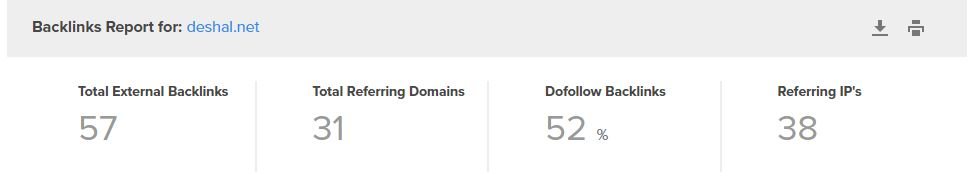 Backlinks Report for: deshal.net
Total External Backlinks Total Referring Domains Dofollow Backlinks Referring IP's
57 31 52 % 38